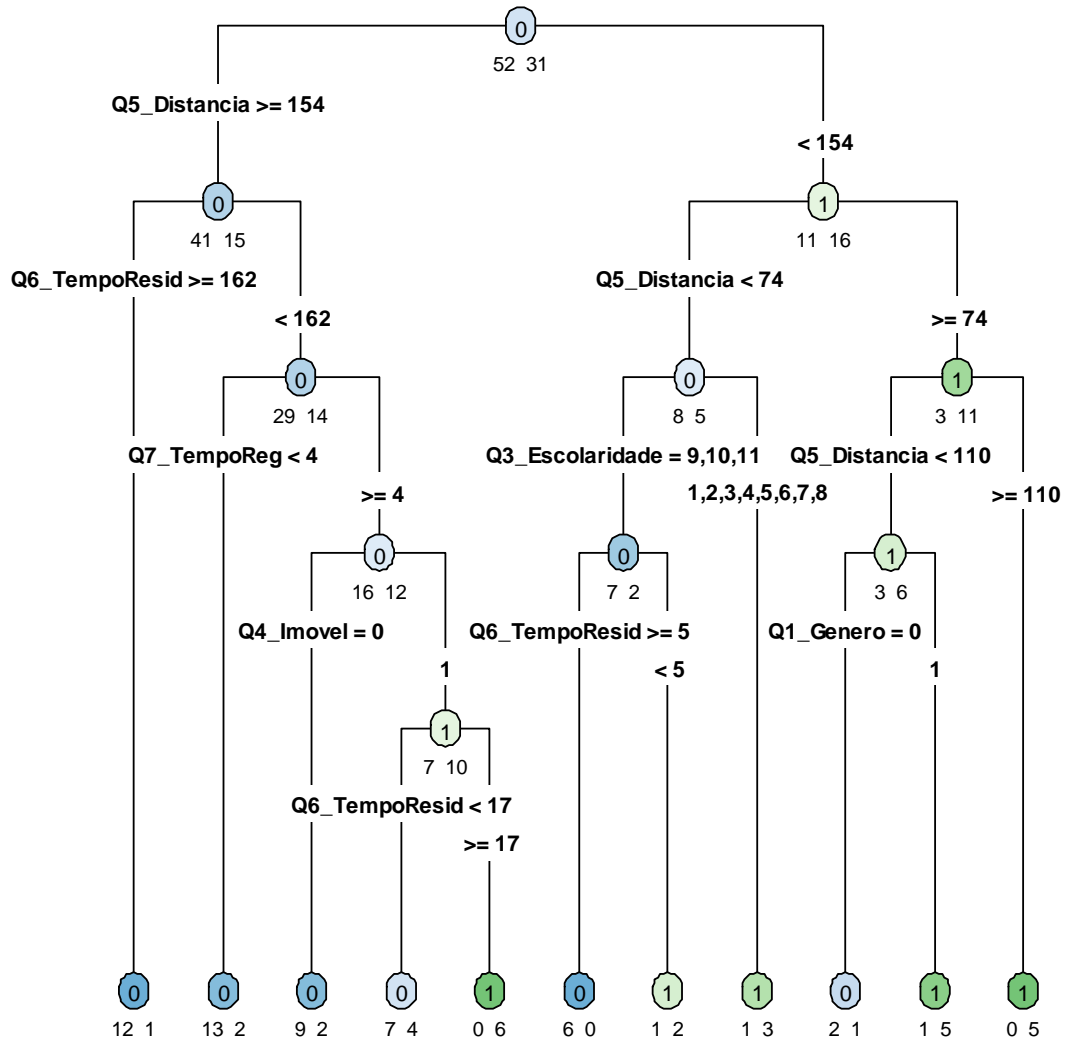 0
52 31
Q5_Distancia >= 154
< 154
0
1
41 15
11 16
Q6_TempoResid >= 162
Q5_Distancia < 74
< 162
>= 74
0
0
1
29 14
8 5
3 11
Q7_TempoReg < 4
Q3_Escolaridade = 9,10,11
Q5_Distancia < 110
>= 4
1,2,3,4,5,6,7,8
>= 110
0
0
1
16 12
7 2
3 6
Q4_Imovel = 0
Q6_TempoResid >= 5
Q1_Genero = 0
1
< 5
1
1
7 10
Q6_TempoResid < 17
>= 17
0 0 0 0 1 0 1 1 0 1 1
12 1 13 2 9 2 7 4 0 6 6 0 1 2 1 3 2 1 1 5 0 5